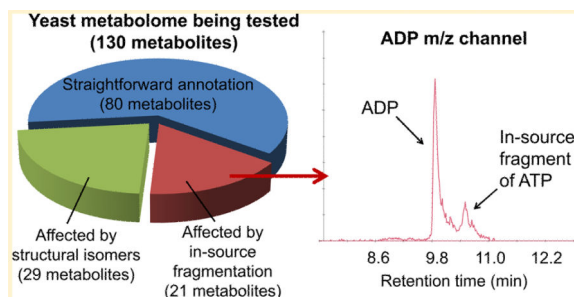 Yeast metabolome being tested
(130 metabolites)
Straightforward annotation
(80 metabolites)
Affected by
structural isomers
(29 metabolites)
Affected by
in-source
fragmentation
(21 metabolites)
ADP m/z channel
ADP
In-source
fragment
of ATP
8.6 9.8 11.0 12.2
Retention time (min)